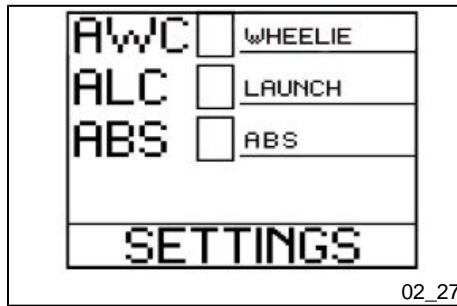 AWC WHEELIE
ALC LAUNCH
ABS ABS
SETTINGS
02_27